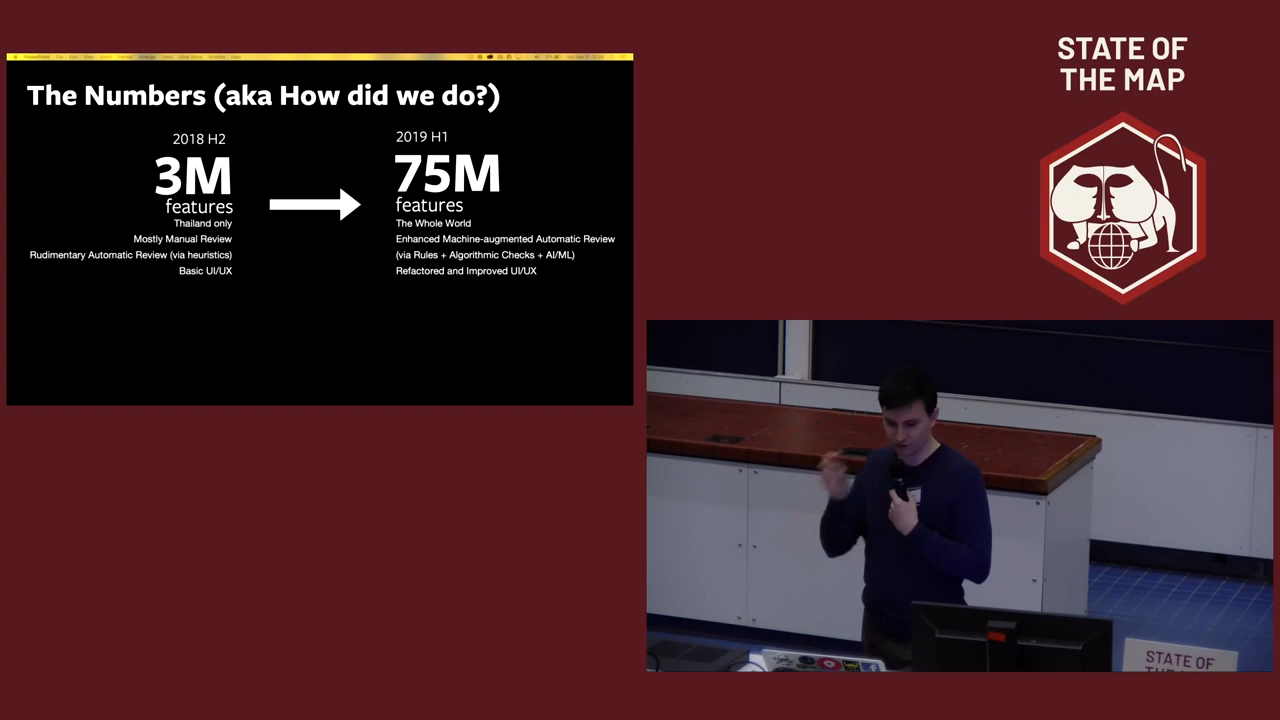 The Numbers (aka How did we do?)
2018 H2
3M
features
Thailand only
Mostly Manual Review
Rudimentary Automatic Review (via heuristics)
Basic UI/UX
2019 H1
75M
features
The Whole World
Enhanced Machine-augmented Automatic Review
(via Rules + Algorithmic Checks + AI/ML)
Refactored and Improved UI/UX
STATE OF
THE MAP
STATE OF